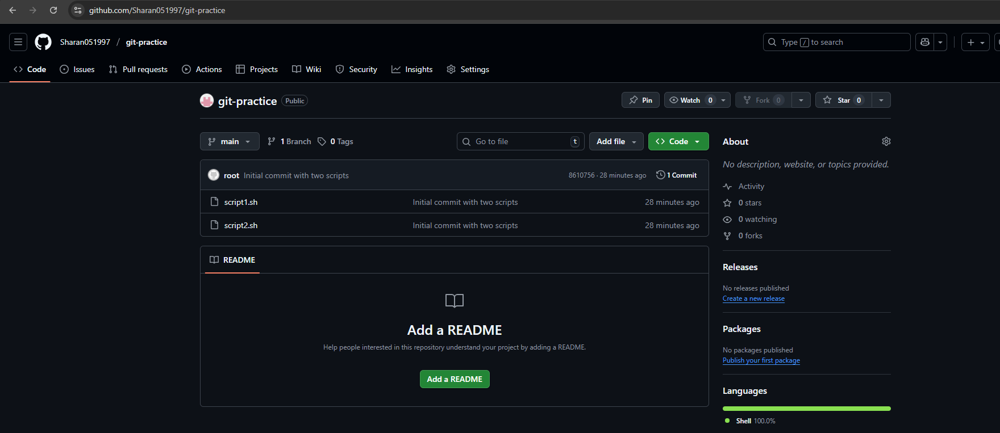 github.com/Sharan051997/git-practice
Sharan051997 / git-practice
Type / to search
Code Issues Pull requests Actions Projects Wiki Security Insights Settings
git-practice Public
Pin Watch 0 Fork 0 Star 0
main 1 Branch 0 Tags
Go to file t Add file Code
root Initial commit with two scripts 8610756 · 28 minutes ago 1 Commit
script1.sh Initial commit with two scripts 28 minutes ago
script2.sh Initial commit with two scripts 28 minutes ago
README
Add a README
Help people interested in this repository understand your project by adding a README.
Add a README
About
No description, website, or topics provided.
Activity
0 stars
0 watching
0 forks
Releases
No releases published
Create a new release
Packages
No packages published
Publish your first package
Languages
Shell 100.0%